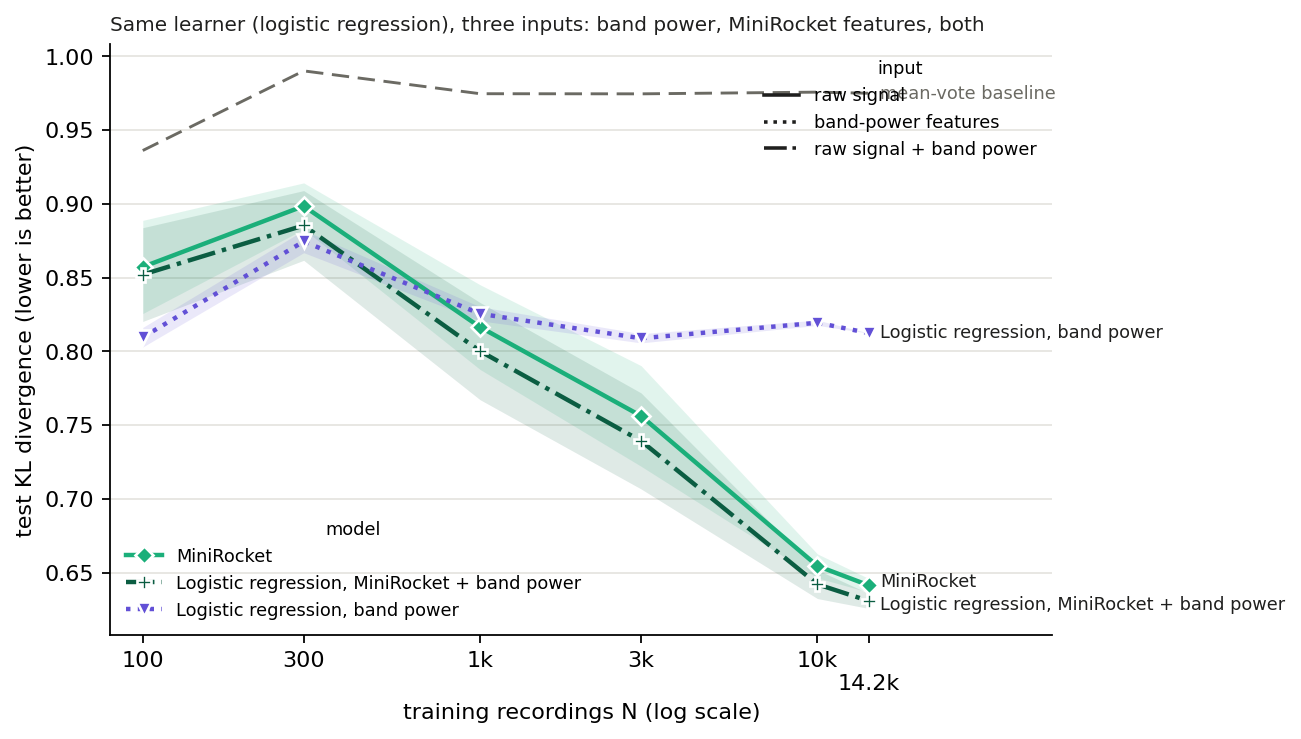 Same learner (logistic regression), three inputs: band power, MiniRocket features, both
test KL divergence (lower is better)
1.00
0.95
0.90
0.85
0.80
0.75
0.70
0.65
input
raw signal
band-power features
raw signal + band power
mean-vote baseline
Logistic regression, band power
MiniRocket
Logistic regression, MiniRocket + band power
model
MiniRocket
Logistic regression, MiniRocket + band power
Logistic regression, band power
100
300
1k
3k
10k
14.2k
training recordings N (log scale)